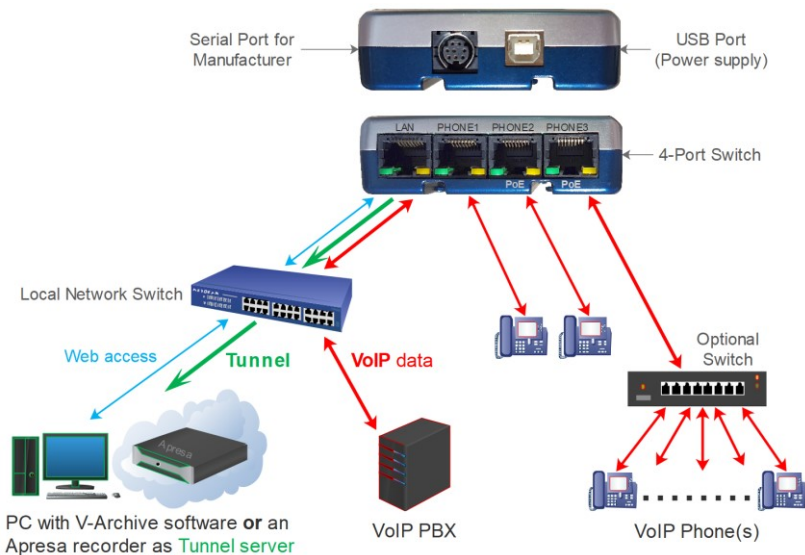 Serial Port for
Manufacturer
USB Port
(Power supply)
LAN PHONE1 PHONE2 PHONE3
4-Port Switch
PoE PoE
Local Network Switch
Optional
Switch
Web access
Tunnel
VoIP data
Apresa
PC with V-Archive software or an
Apresa recorder as Tunnel server
VoIP PBX
VoIP Phone(s)